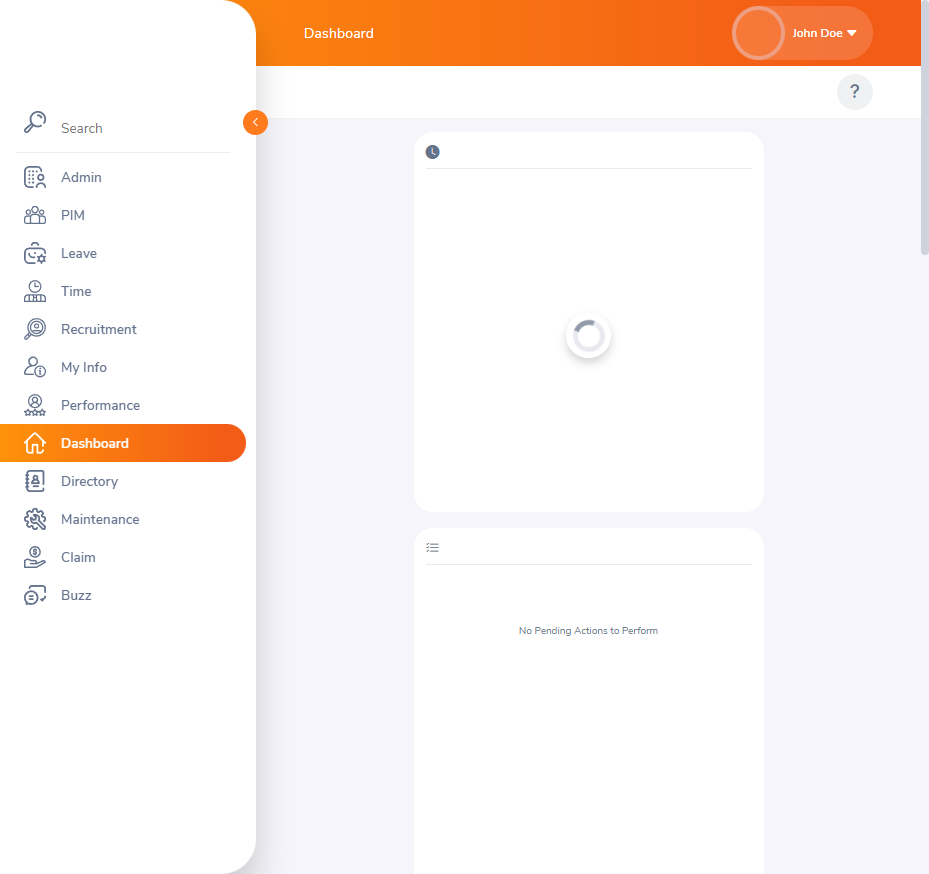 Dashboard
John Doe
?
Search
Admin
PIM
Leave
Time
Recruitment
My Info
Performance
Dashboard
Directory
Maintenance
Claim
Buzz
No Pending Actions to Perform